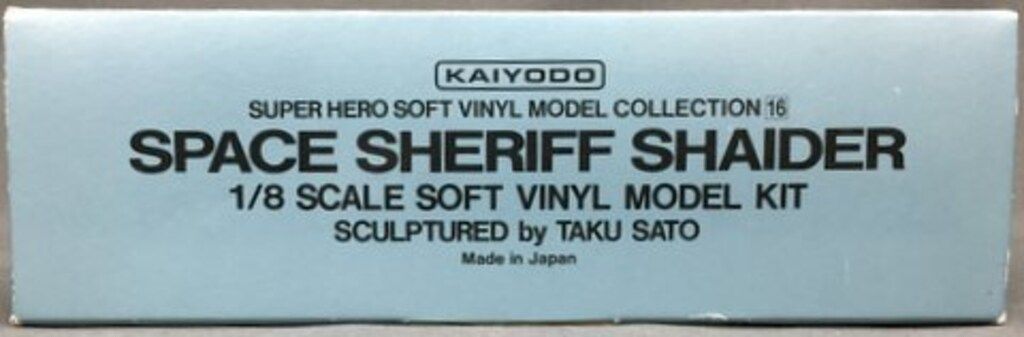 KAIYODO
SUPER HERO SOFT VINYL MODEL COLLECTION 16
SPACE SHERIFF SHAIDER
1/8 SCALE SOFT VINYL MODEL KIT
SCULPTURED by TAKU SATO
Made in Japan